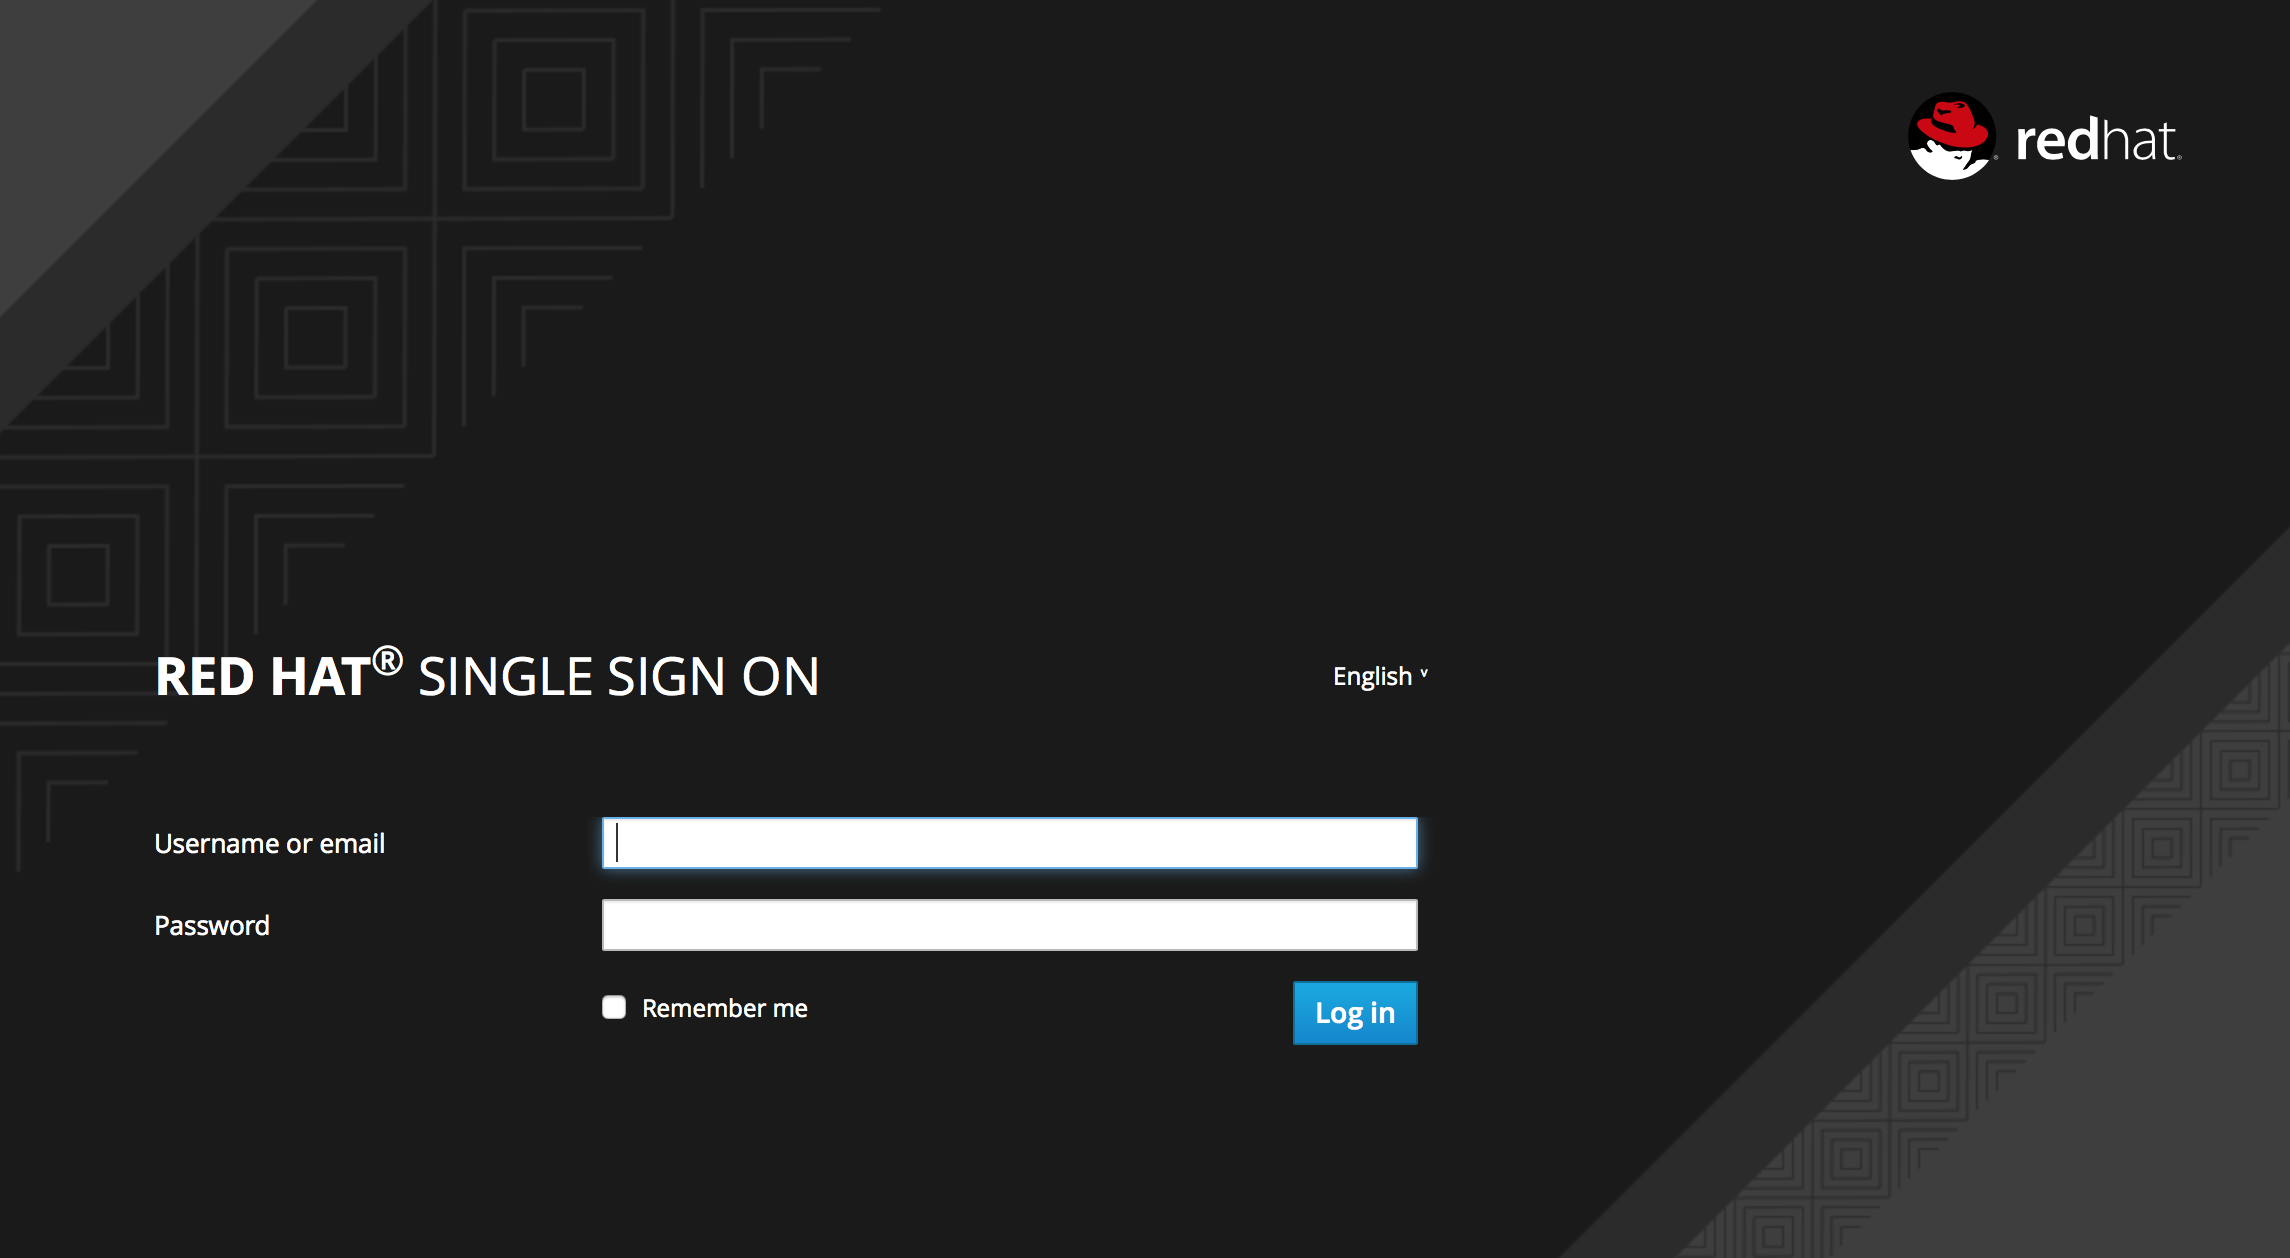 redhat.
RED HAT® SINGLE SIGN ON
English ˅
Username or email
Password
Remember me
Log in